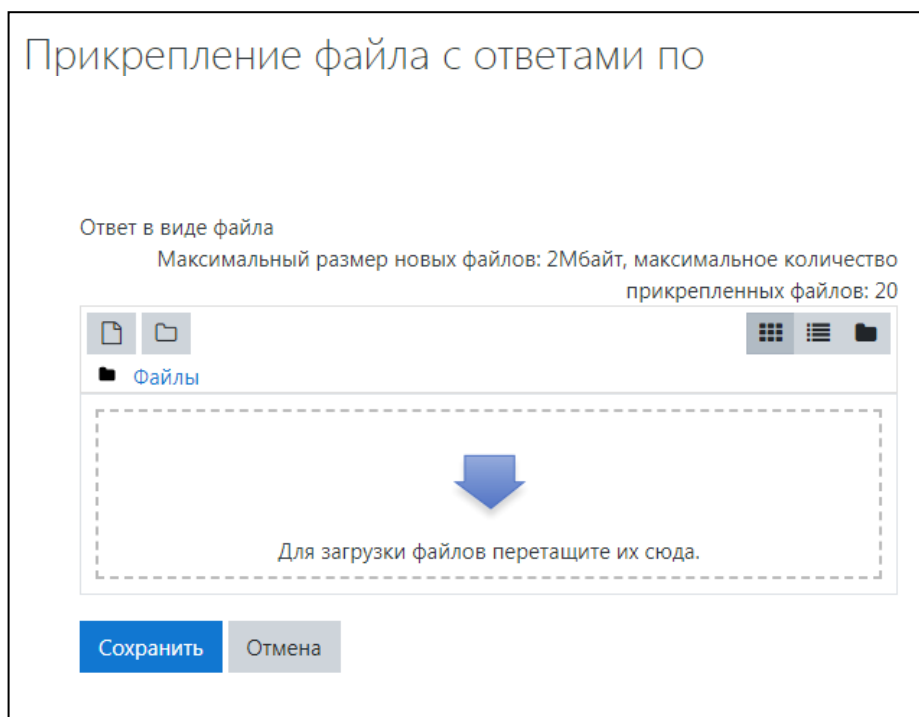 Прикрепление файла с ответами по
Ответ в виде файла
Максимальный размер новых файлов: 2Мбайт, максимальное количество
прикрепленных файлов: 20
Файлы
Для загрузки файлов перетащите их сюда.
Сохранить Отмена